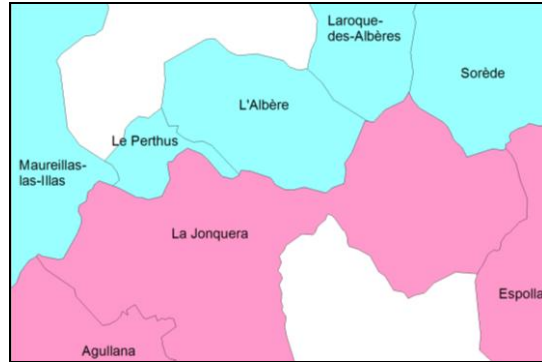 Laroque-
des-Albères
Sorède
L'Albère
Le Perthus
Maureillas-
las-Illas
La Jonquera
Espolla
Agullana